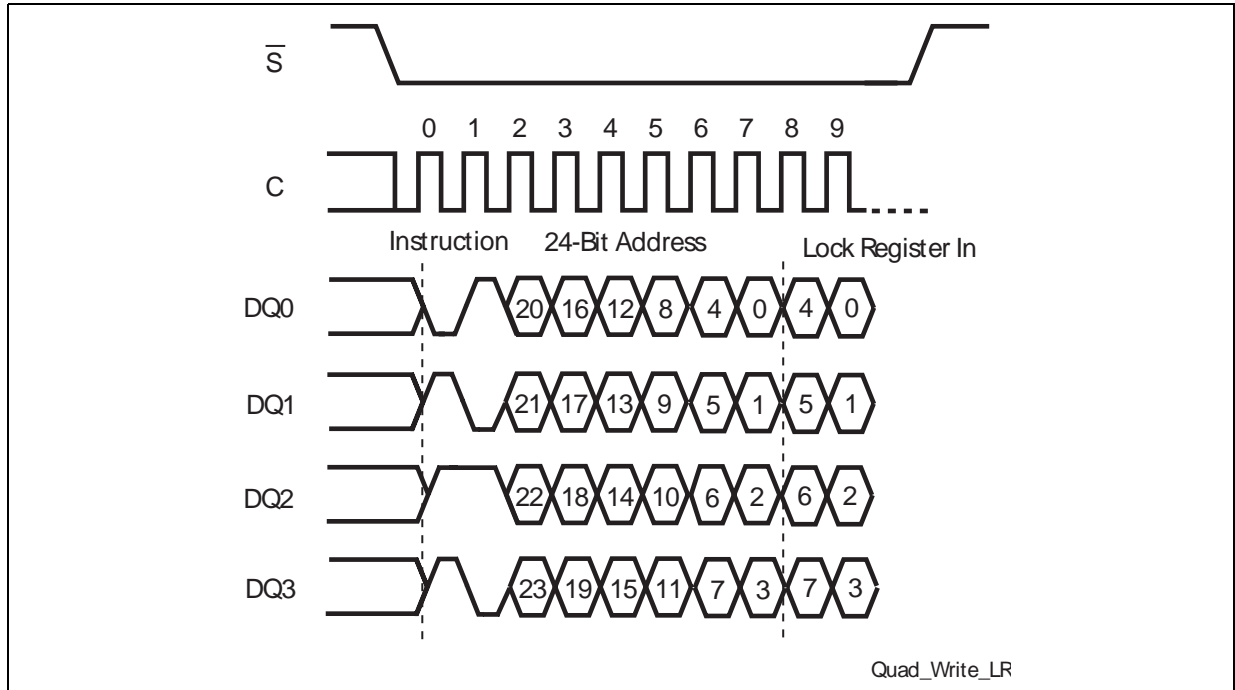 S
0 1 2 3 4 5 6 7 8 9
C
Instruction 24-Bit Address Lock Register In
DQ0 20 16 12 8 4 0 4 0
DQ1 21 17 13 9 5 1 5 1
DQ2 22 18 14 10 6 2 6 2
DQ3 23 19 15 11 7 3 7 3
Quad_Write_LR